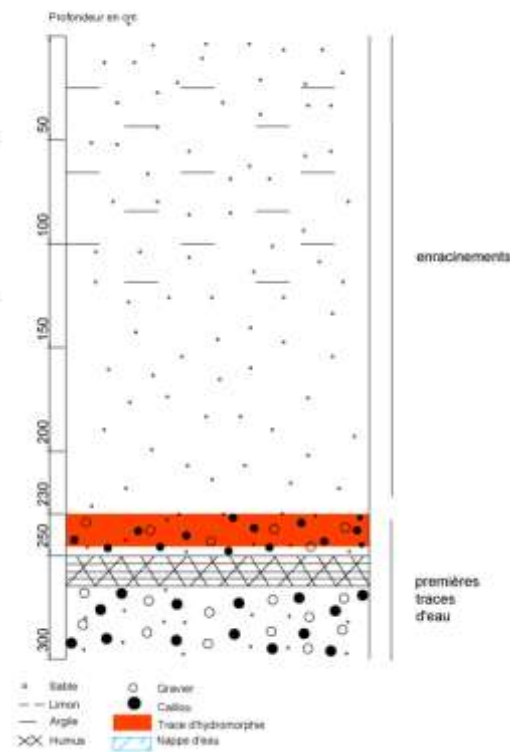 Profondeur en cm
50
100
enracinements
150
200
230
250
premières
traces
d'eau
300
Sable
Gravier
Limon
Caillou
Argile
Trace d'hydromorphie
Humus
Nappe d'eau